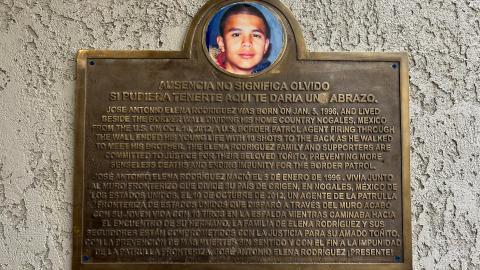 AUSENCIA NO SIGNIFICA OLVIDO
SI PUDIERA TENERTE AQUI TE DARIA UN ABRAZO.
JOSE ANTONIO ELENA RODRIGUEZ WAS BORN ON JAN. 5, 1996, AND LIVED
BESIDE THE BORDER WALL DIVIDING HIS HOME COUNTRY NOGALES, MEXICO
FROM THE U.S. ON OCT. 10, 2012, A U.S. BORDER PATROL AGENT FIRING THROUGH
THE WALL ENDED HIS YOUNG LIFE WITH 10 SHOTS TO THE BACK AS HE WALKED
TO MEET HIS BROTHER. THE ELENA RODRIGUEZ FAMILY AND SUPPORTERS ARE
COMMITTED TO JUSTICE FOR THEIR BELOVED TOÑITO, PREVENTING MORE
SENSELESS DEATHS AND ENDING IMPUNITY FOR THE BORDER PATROL.
JOSÉ ANTONIO ELENA RODRÍGUEZ NACIÓ EL 5 DE ENERO DE 1996. VIVÍA JUNTO
AL MURO FRONTERIZO QUE DIVIDE SU PAÍS DE ORIGEN, EN NOGALES, MÉXICO DE
LOS ESTADOS UNIDOS. EL 10 DE OCTUBRE DE 2012, UN AGENTE DE LA PATRULLA
FRONTERIZA DE ESTADOS UNIDOS QUE DISPARÓ A TRAVÉS DEL MURO ACABÓ
CON SU JOVEN VIDA CON 10 TIROS EN LA ESPALDA MIENTRAS CAMINABA HACIA
EL ENCUENTRO DE SU HERMANO. LA FAMILIA DE ELENA RODRÍGUEZ Y SUS
SEGUIDORES ESTÁN COMPROMETIDOS CON LA JUSTICIA PARA SU AMADO TOÑITO,
CON LA PREVENCIÓN DE MÁS MUERTES SIN SENTIDO Y CON EL FIN A LA IMPUNIDAD
DE LA PATRULLA FRONTERIZA. JOSÉ ANTONIO ELENA RODRÍGUEZ ¡PRESENTE!